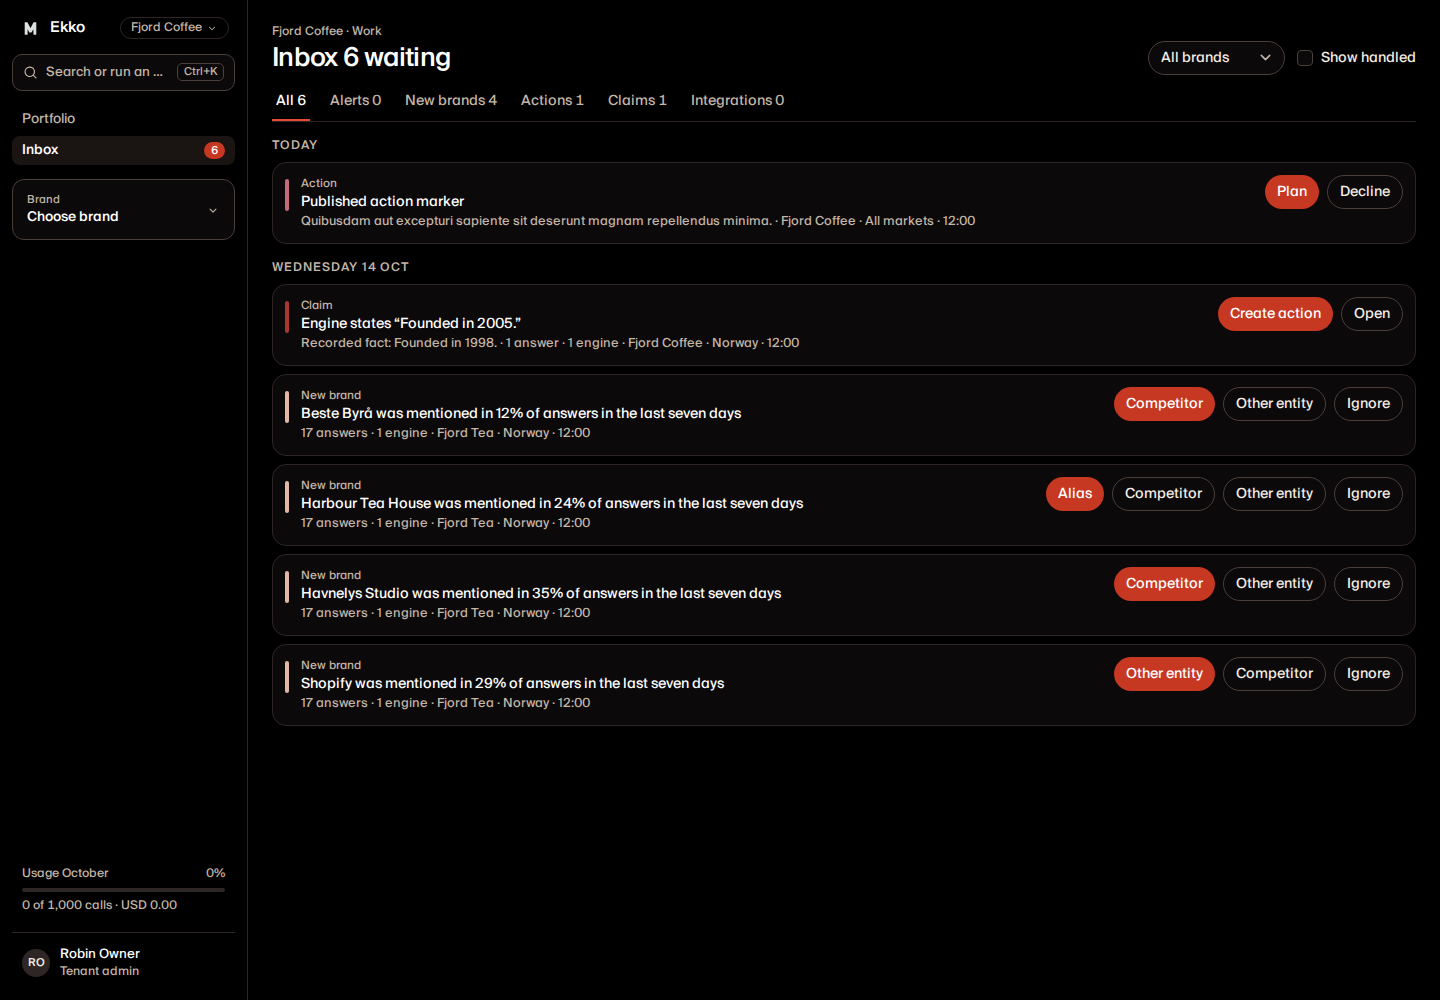 Ekko
Fjord Coffee
Search or run an ...
Ctrl+K
Portfolio
Inbox
6
Brand
Choose brand
Usage October
0%
0 of 1,000 calls · USD 0.00
RO
Robin Owner
Tenant admin
Fjord Coffee · Work
Inbox 6 waiting
All brands
Show handled
All 6
Alerts 0
New brands 4
Actions 1
Claims 1
Integrations 0
TODAY
Action
Published action marker
Quibusdam aut excepturi sapiente sit deserunt magnam repellendus minima. · Fjord Coffee · All markets · 12:00
Plan
Decline
WEDNESDAY 14 OCT
Claim
Engine states “Founded in 2005.”
Recorded fact: Founded in 1998. · 1 answer · 1 engine · Fjord Coffee · Norway · 12:00
Create action
Open
New brand
Beste Byrå was mentioned in 12% of answers in the last seven days
17 answers · 1 engine · Fjord Tea · Norway · 12:00
Competitor
Other entity
Ignore
New brand
Harbour Tea House was mentioned in 24% of answers in the last seven days
17 answers · 1 engine · Fjord Tea · Norway · 12:00
Alias
Competitor
Other entity
Ignore
New brand
Havnelys Studio was mentioned in 35% of answers in the last seven days
17 answers · 1 engine · Fjord Tea · Norway · 12:00
Competitor
Other entity
Ignore
New brand
Shopify was mentioned in 29% of answers in the last seven days
17 answers · 1 engine · Fjord Tea · Norway · 12:00
Other entity
Competitor
Ignore